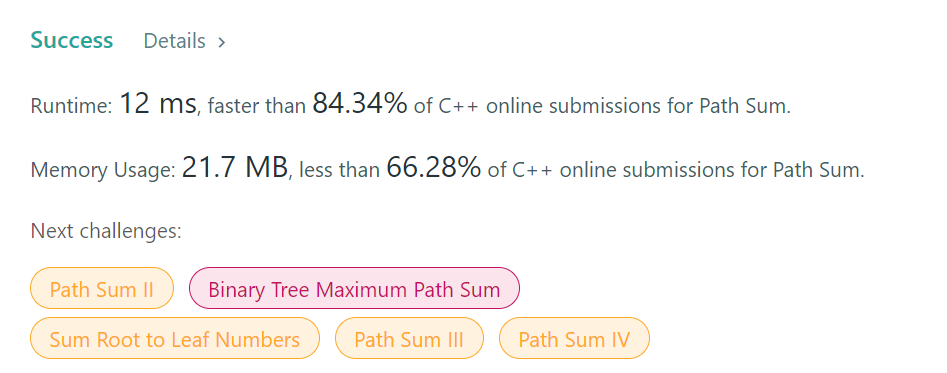 Success Details >
Runtime: 12 ms, faster than 84.34% of C++ online submissions for Path Sum.
Memory Usage: 21.7 MB, less than 66.28% of C++ online submissions for Path Sum.
Next challenges:
Path Sum II Binary Tree Maximum Path Sum
Sum Root to Leaf Numbers Path Sum III Path Sum IV